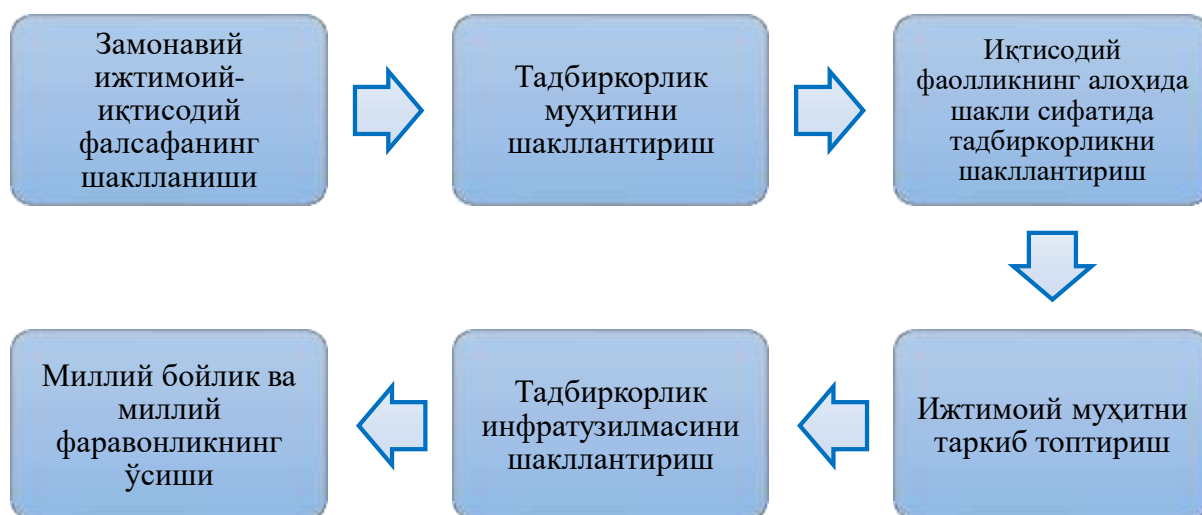 Замонавий
ижтимоий-
иқтисодий
фалсафанинг
шаклланиши
Тадбиркорлик
муҳитини
шакллантириш
Иқтисодий
фаолликнинг алоҳида
шакли сифатида
тадбиркорликни
шакллантириш
Ижтимоий муҳитни
таркиб топтириш
Тадбиркорлик
инфратузилмасини
шакллантириш
Миллий бойлик ва
миллий
фаравонликнинг
ўсиши